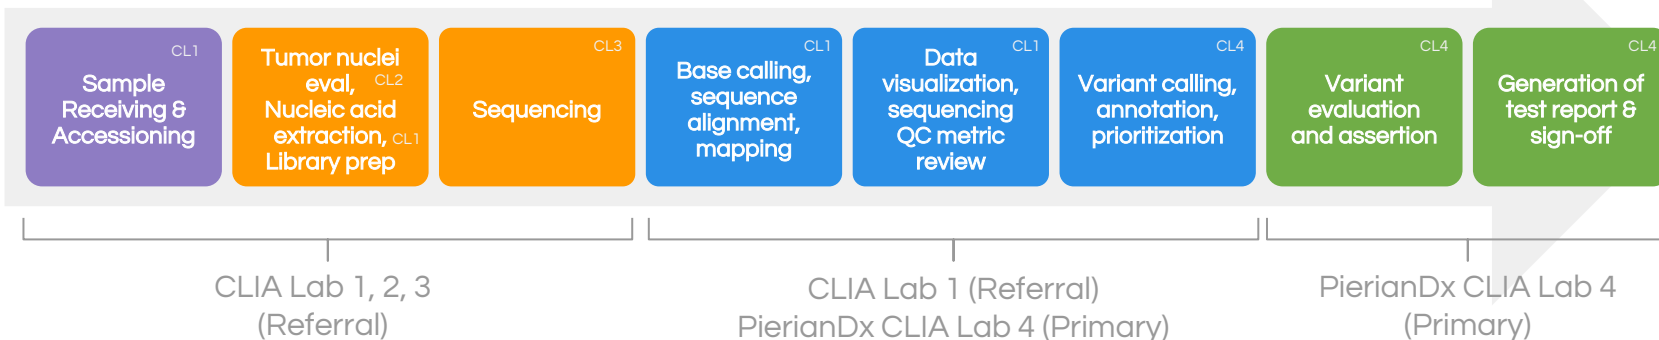 CL1
Sample
Receiving &
Accessioning
Tumor nuclei
eval, CL2
Nucleic acid
extraction, CL1
Library prep
CL3
Sequencing
CL1
Base calling,
sequence
alignment,
mapping
CL1
Data
visualization,
sequencing
QC metric
review
CL4
Variant calling,
annotation,
prioritization
CL4
Variant
evaluation
and assertion
CL4
Generation of
test report &
sign-off
CLIA Lab 1, 2, 3
(Referral)
CLIA Lab 1 (Referral)
PierianDx CLIA Lab 4 (Primary)
PierianDx CLIA Lab 4
(Primary)